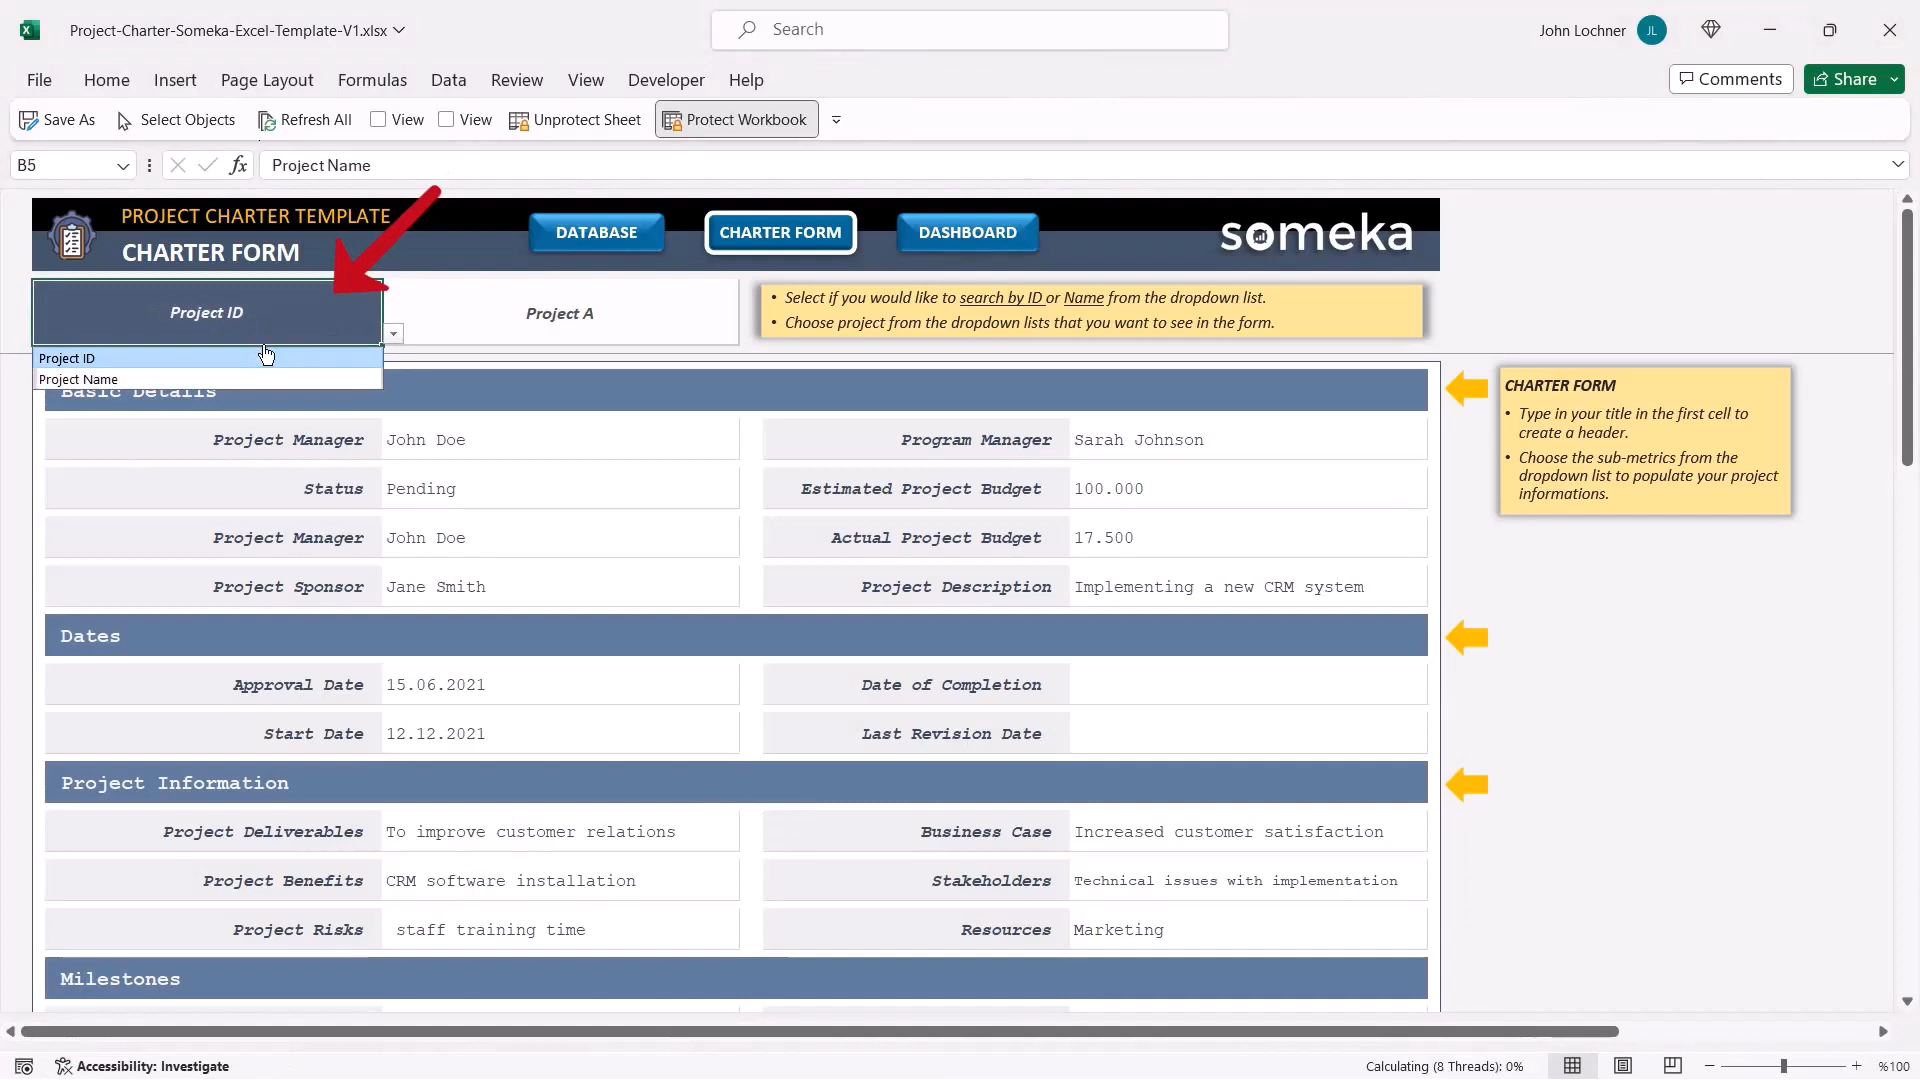 Project-Charter-Someka-Excel-Template-V1.xlsx
Search
John Lochner
JL
File Home Insert Page Layout Formulas Data Review View Developer Help
Comments
Share
Save As Select Objects Refresh All View View Unprotect Sheet Protect Workbook
B5
fx
Project Name
PROJECT CHARTER TEMPLATE
CHARTER FORM
DATABASE
CHARTER FORM
DASHBOARD
someka
Project ID
Project A
• Select if you would like to search by ID or Name from the dropdown list.
• Choose project from the dropdown lists that you want to see in the form.
Project ID
Project Name
Basic Details
CHARTER FORM
• Type in your title in the first cell to
create a header.
• Choose the sub-metrics from the
dropdown list to populate your project
informations.
Project Manager John Doe Program Manager Sarah Johnson
Status Pending Estimated Project Budget 100.000
Project Manager John Doe Actual Project Budget 17.500
Project Sponsor Jane Smith Project Description Implementing a new CRM system
Dates
Approval Date 15.06.2021 Date of Completion
Start Date 12.12.2021 Last Revision Date
Project Information
Project Deliverables To improve customer relations Business Case Increased customer satisfaction
Project Benefits CRM software installation Stakeholders Technical issues with implementation
Project Risks staff training time Resources Marketing
Milestones
Accessibility: Investigate
Calculating (8 Threads): 0%
%100